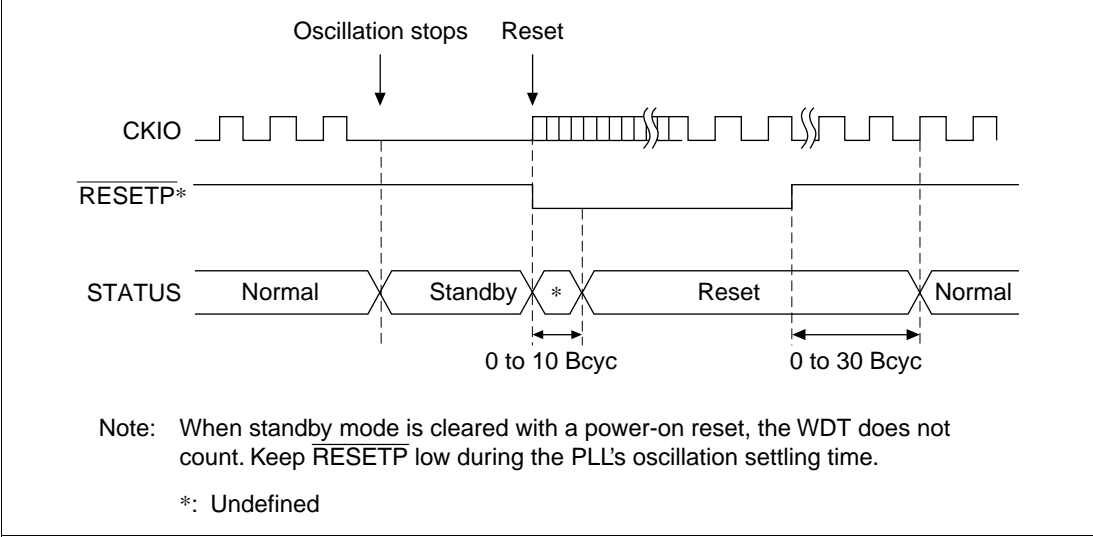 Oscillation stops Reset
CKIO
RESETP*
STATUS Normal Standby * Reset Normal
0 to 10 Bcyc 0 to 30 Bcyc
Note: When standby mode is cleared with a power-on reset, the WDT does not
count. Keep RESETP low during the PLL's oscillation settling time.
*: Undefined